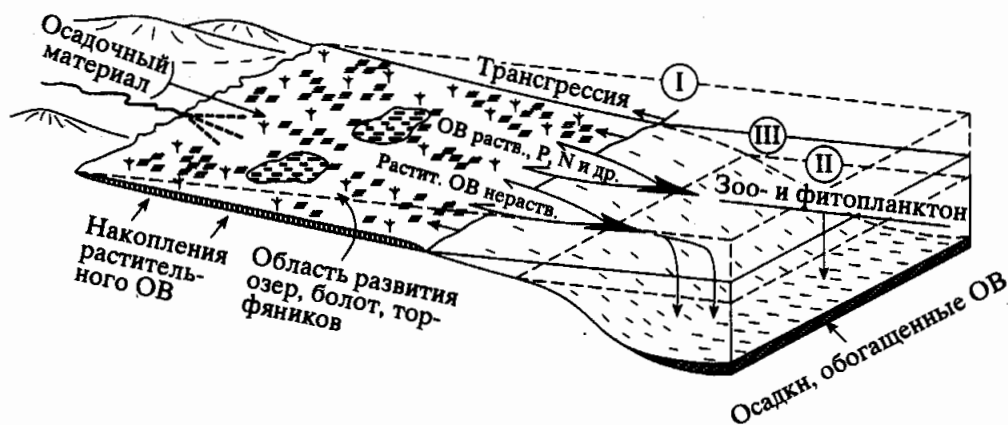 Осадочный
материал
Трансгрессия
I
III
II
ОВ раств., P, N и др.
Растит. ОВ нераств.
Зоо- и фитопланктон
Накопления
раститель-
ного ОВ
Область развития
озер, болот, тор-
фяников
Осадкн, обогащенные ОВ